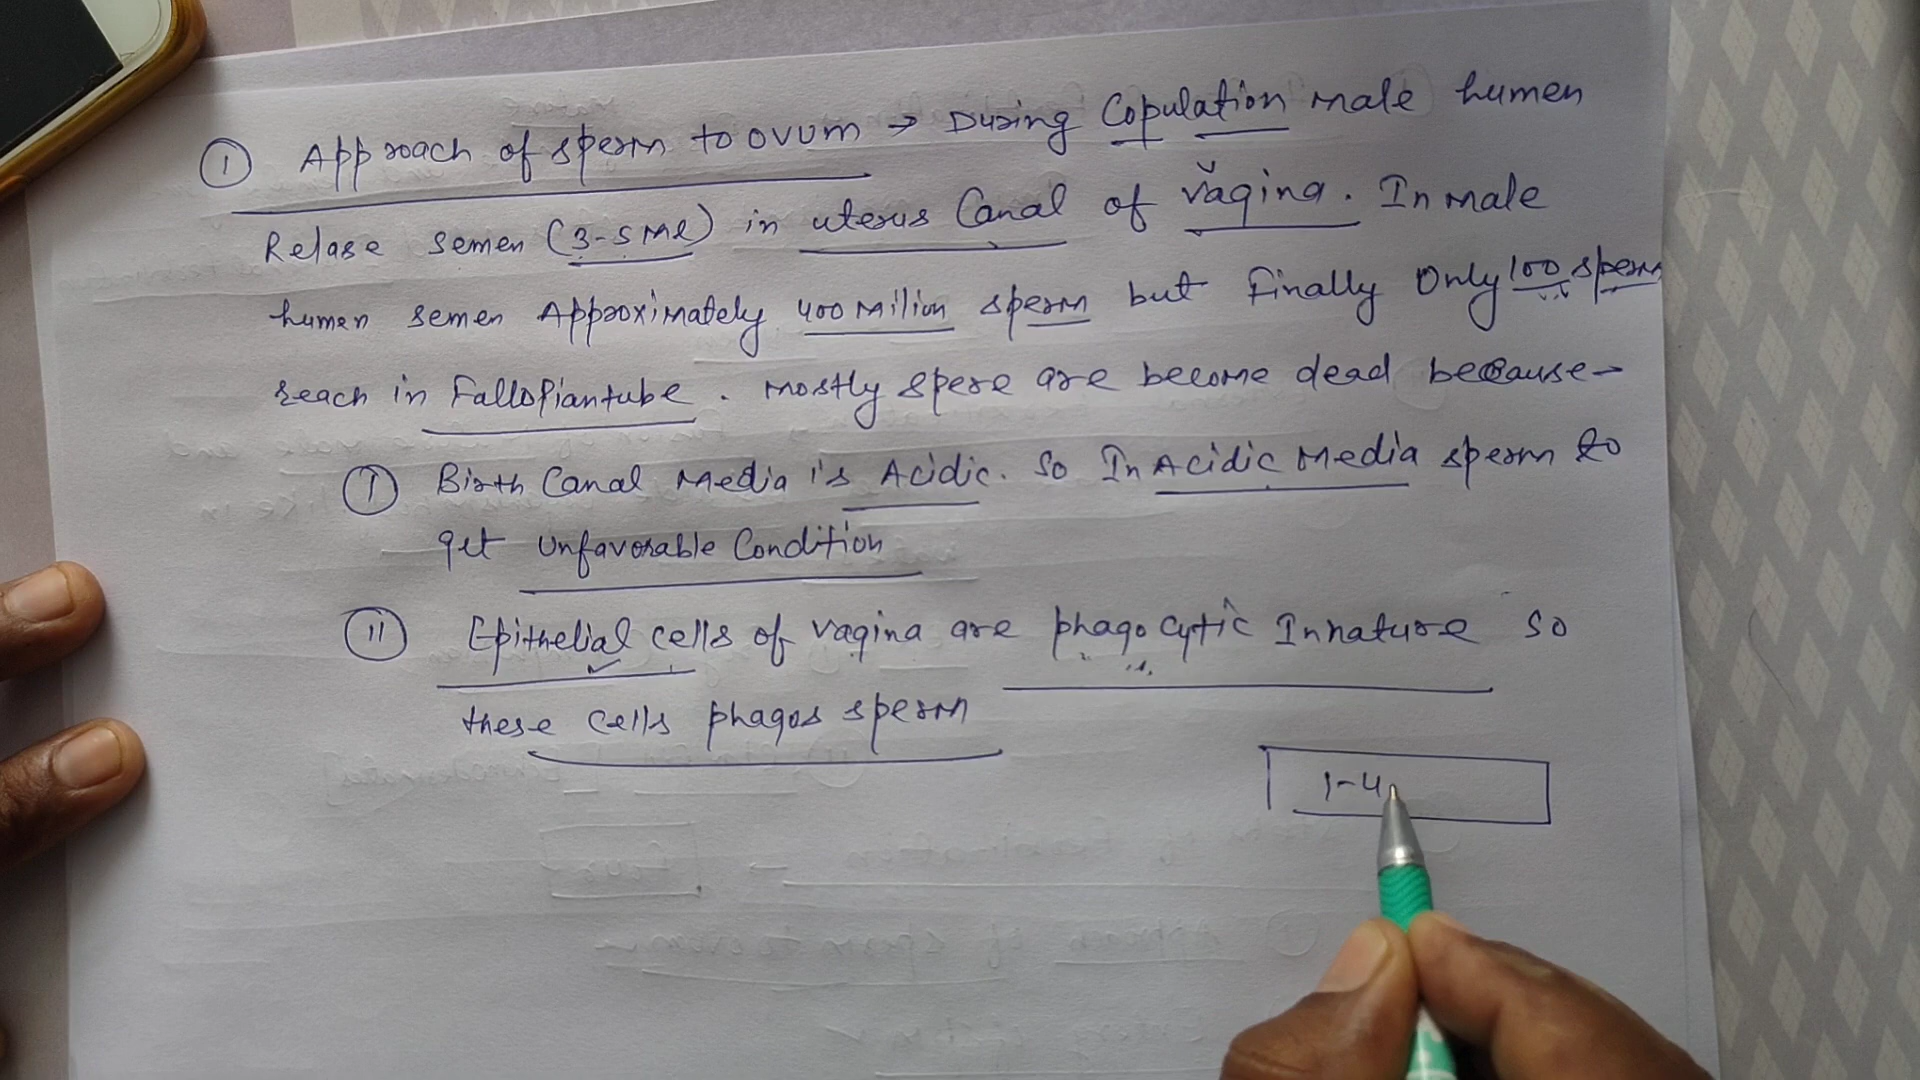 ① Approach of sperm to ovum → During Copulation male humen
Relase semen (3-5 Ml) in uterus Canal of vagina. In male
humen semen Approximately 400 Milion sperm but Finally Only 100 sperm
reach in Fallopiantube. Mostly spere are become dead because-
Ⓘ Birth Canal Media is Acidic. So In Acidic Media sperm to
get unfavorable Condition
ⓘⓘ Epithelial cells of vagina are phagocytic Innature so
these cells phagos sperm
1-4